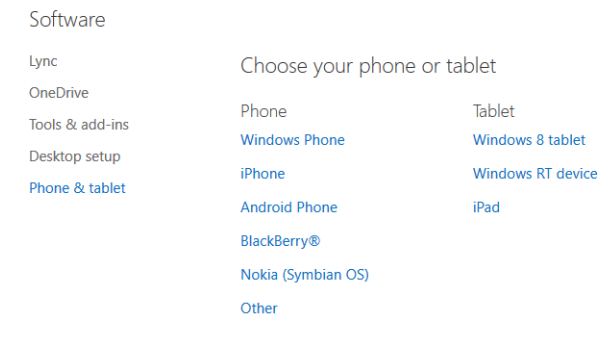 Software
Lync
OneDrive
Tools & add-ins
Desktop setup
Phone & tablet
Choose your phone or tablet
Phone
Windows Phone
iPhone
Android Phone
BlackBerry®
Nokia (Symbian OS)
Other
Tablet
Windows 8 tablet
Windows RT device
iPad